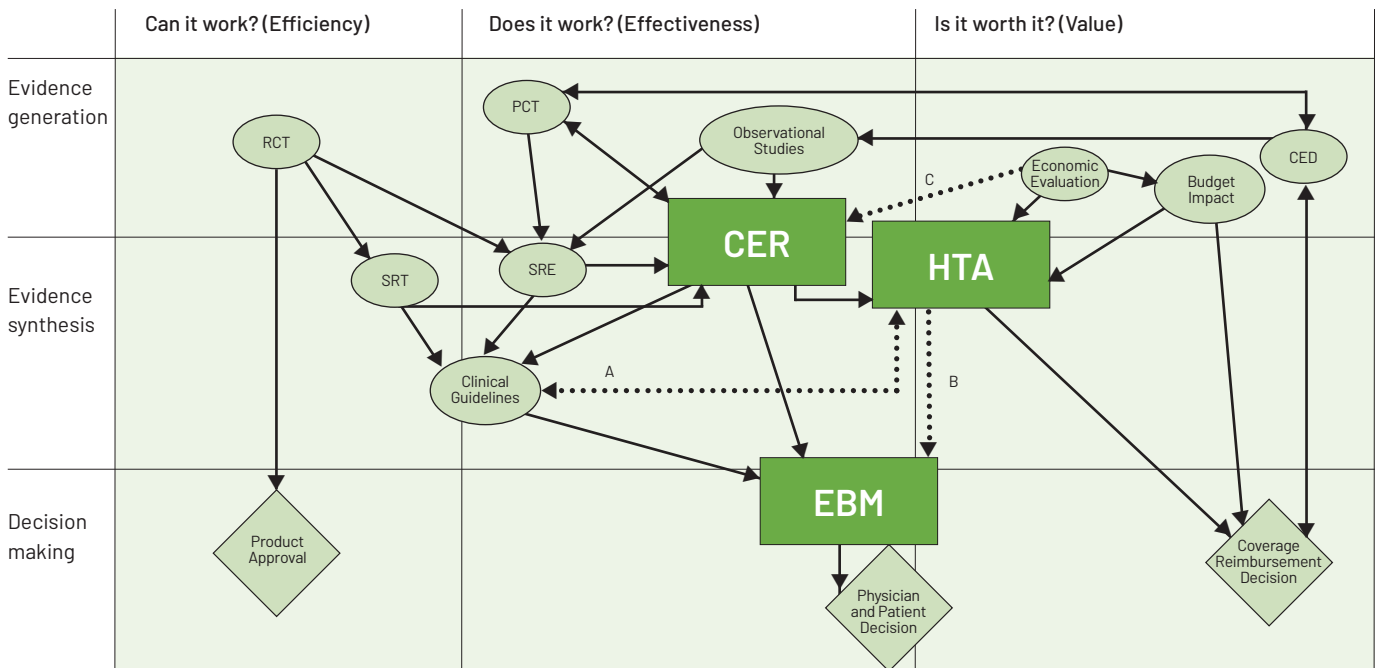 Can it work? (Efficiency)
Does it work? (Effectiveness)
Is it worth it? (Value)
Evidence
generation
PCT
RCT
Observational
Studies
CED
Economic
Evaluation
Budget
Impact
C
CER
HTA
Evidence
synthesis
SRT
SRE
Clinical
Guidelines
A
B
Decision
making
EBM
Product
Approval
Physician
and Patient
Decision
Coverage
Reimbursement
Decision